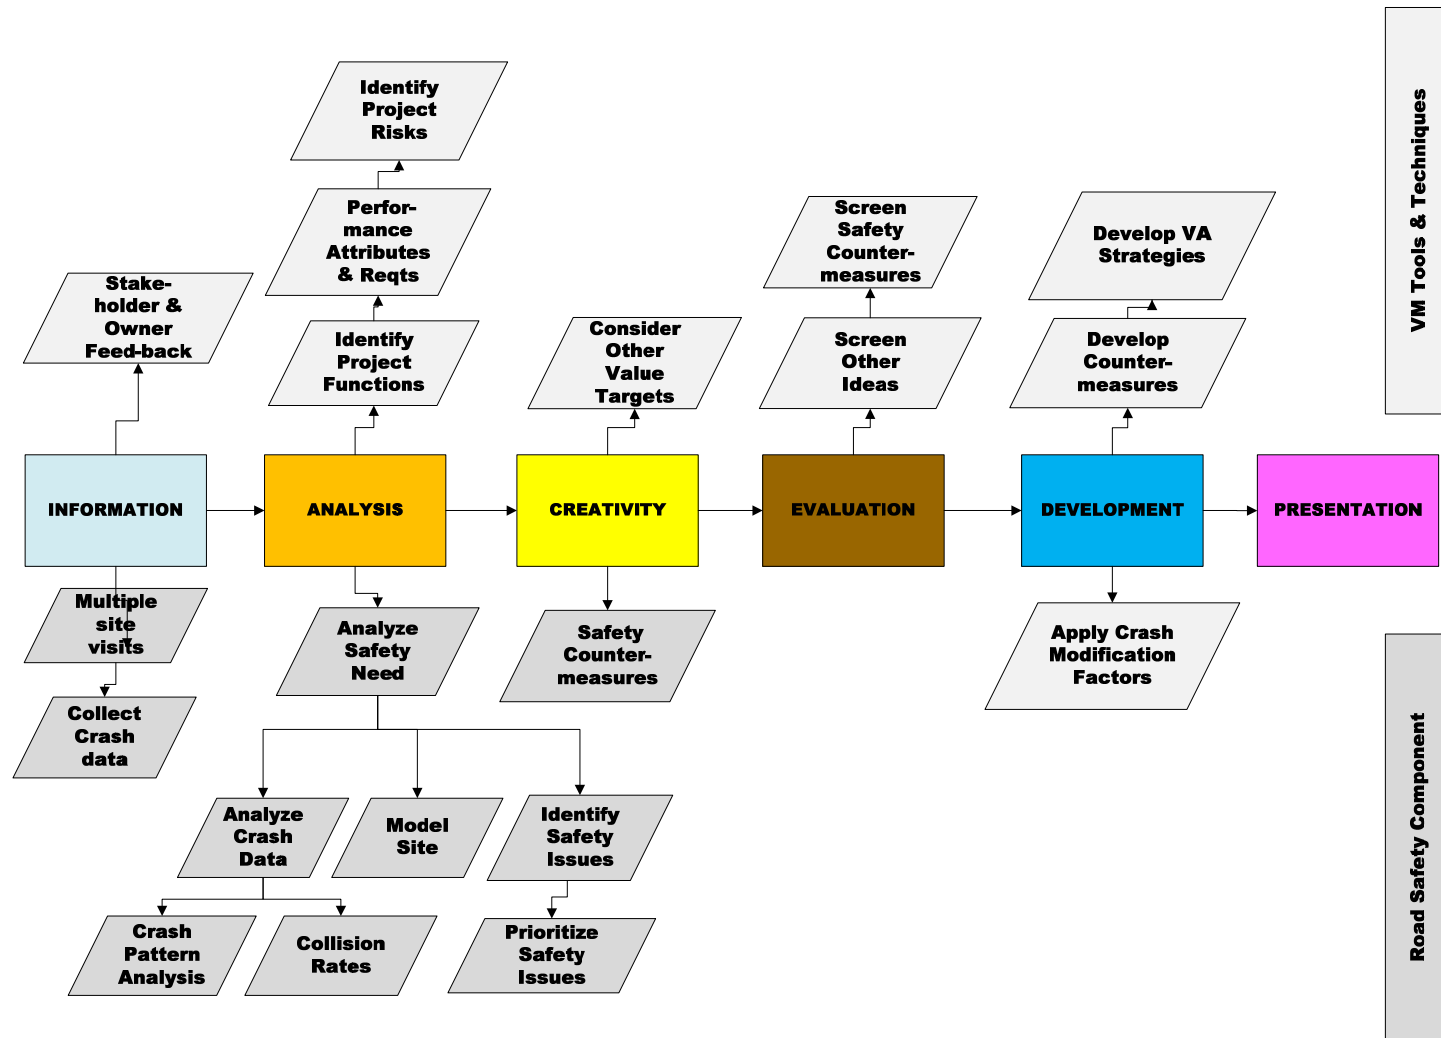 Identify
Project
Risks
Perfor-
mance
Attributes
& Reqts
Stake-
holder &
Owner
Feed-back
Identify
Project
Functions
Consider
Other
Value
Targets
Screen
Safety
Counter-
measures
Screen
Other
Ideas
Develop VA
Strategies
Develop
Counter-
measures
VM Tools & Techniques
INFORMATION
ANALYSIS
CREATIVITY
EVALUATION
DEVELOPMENT
PRESENTATION
Multiple
site
visits
Collect
Crash
data
Analyze
Safety
Need
Safety
Counter-
measures
Apply Crash
Modification
Factors
Analyze
Crash
Data
Model
Site
Identify
Safety
Issues
Crash
Pattern
Analysis
Collision
Rates
Prioritize
Safety
Issues
Road Safety Component